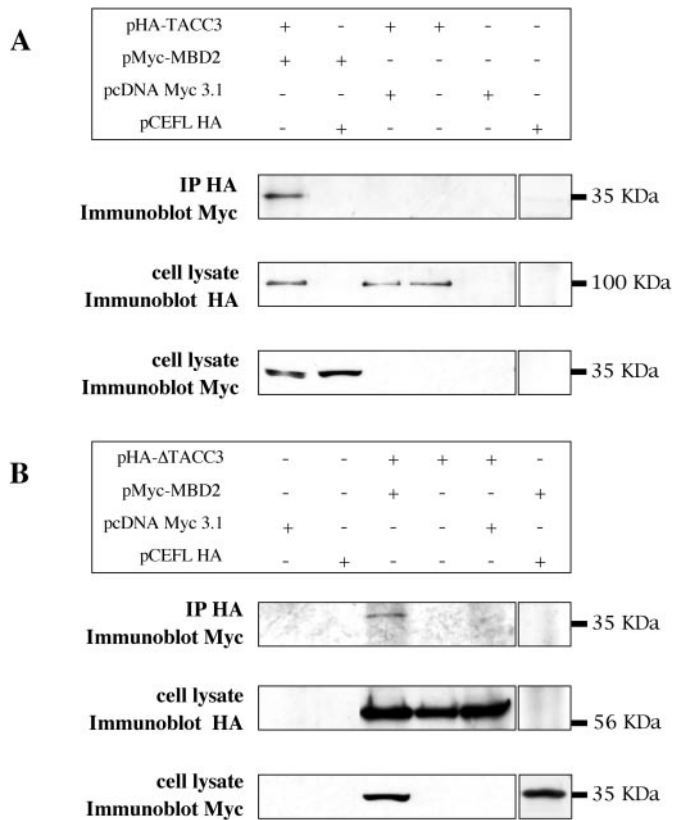 A
pHA-TACC3 + - + + - -
pMyc-MBD2 + + - - - -
pcDNA Myc 3.1 - - + - + -
pCEFL HA - + - - - +
IP HA
Immunoblot Myc
35 KDa
cell lysate
Immunoblot HA
100 KDa
cell lysate
Immunoblot Myc
35 KDa
B
pHA-ΔTACC3 - - + + + -
pMyc-MBD2 - - + - - +
pcDNA Myc 3.1 + - - - + -
pCEFL HA - + - - - +
IP HA
Immunoblot Myc
35 KDa
cell lysate
Immunoblot HA
56 KDa
cell lysate
Immunoblot Myc
35 KDa